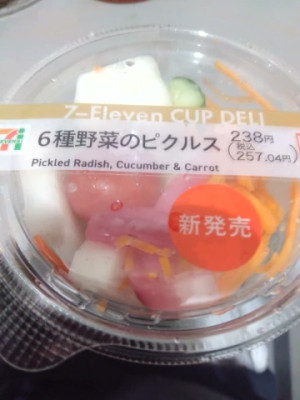 7-Eleven CUP DELI
6種野菜のピクルス
238円
(税込 257.04円)
Pickled Radish, Cucumber & Carrot
新発売